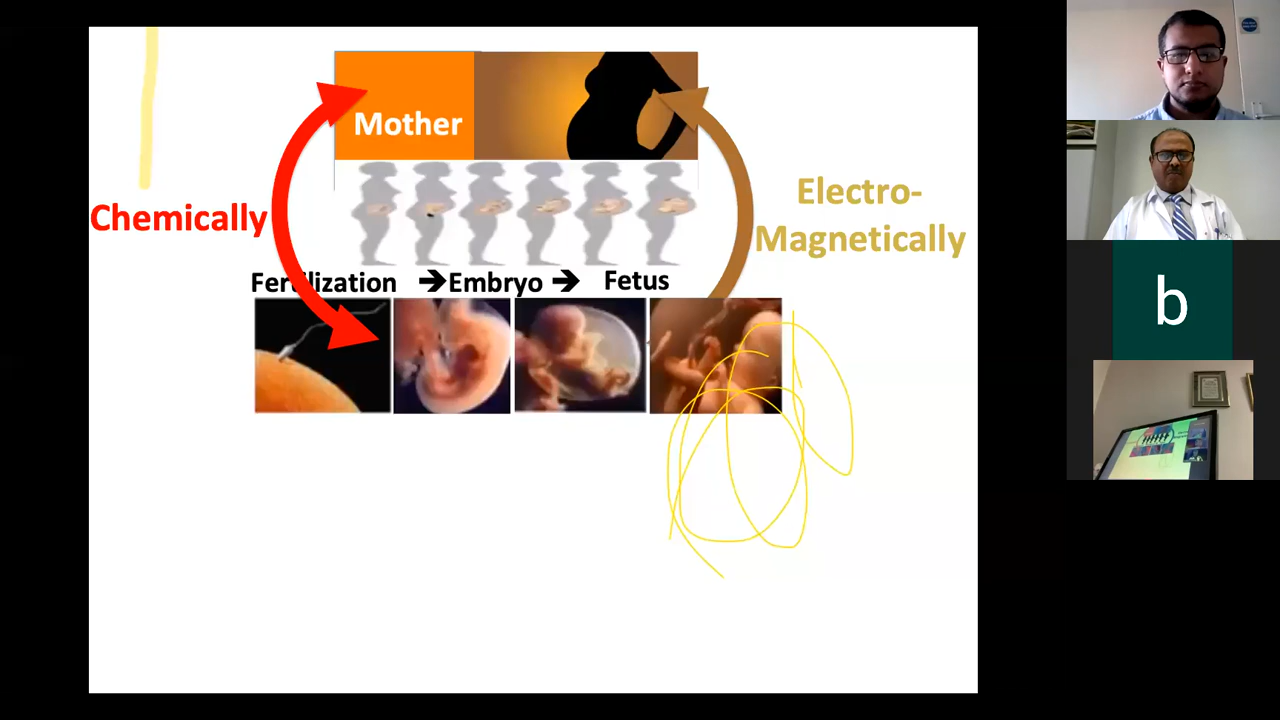 Mother
Chemically
Electro-
Magnetically
Fertilization ➔Embryo ➔ Fetus
b